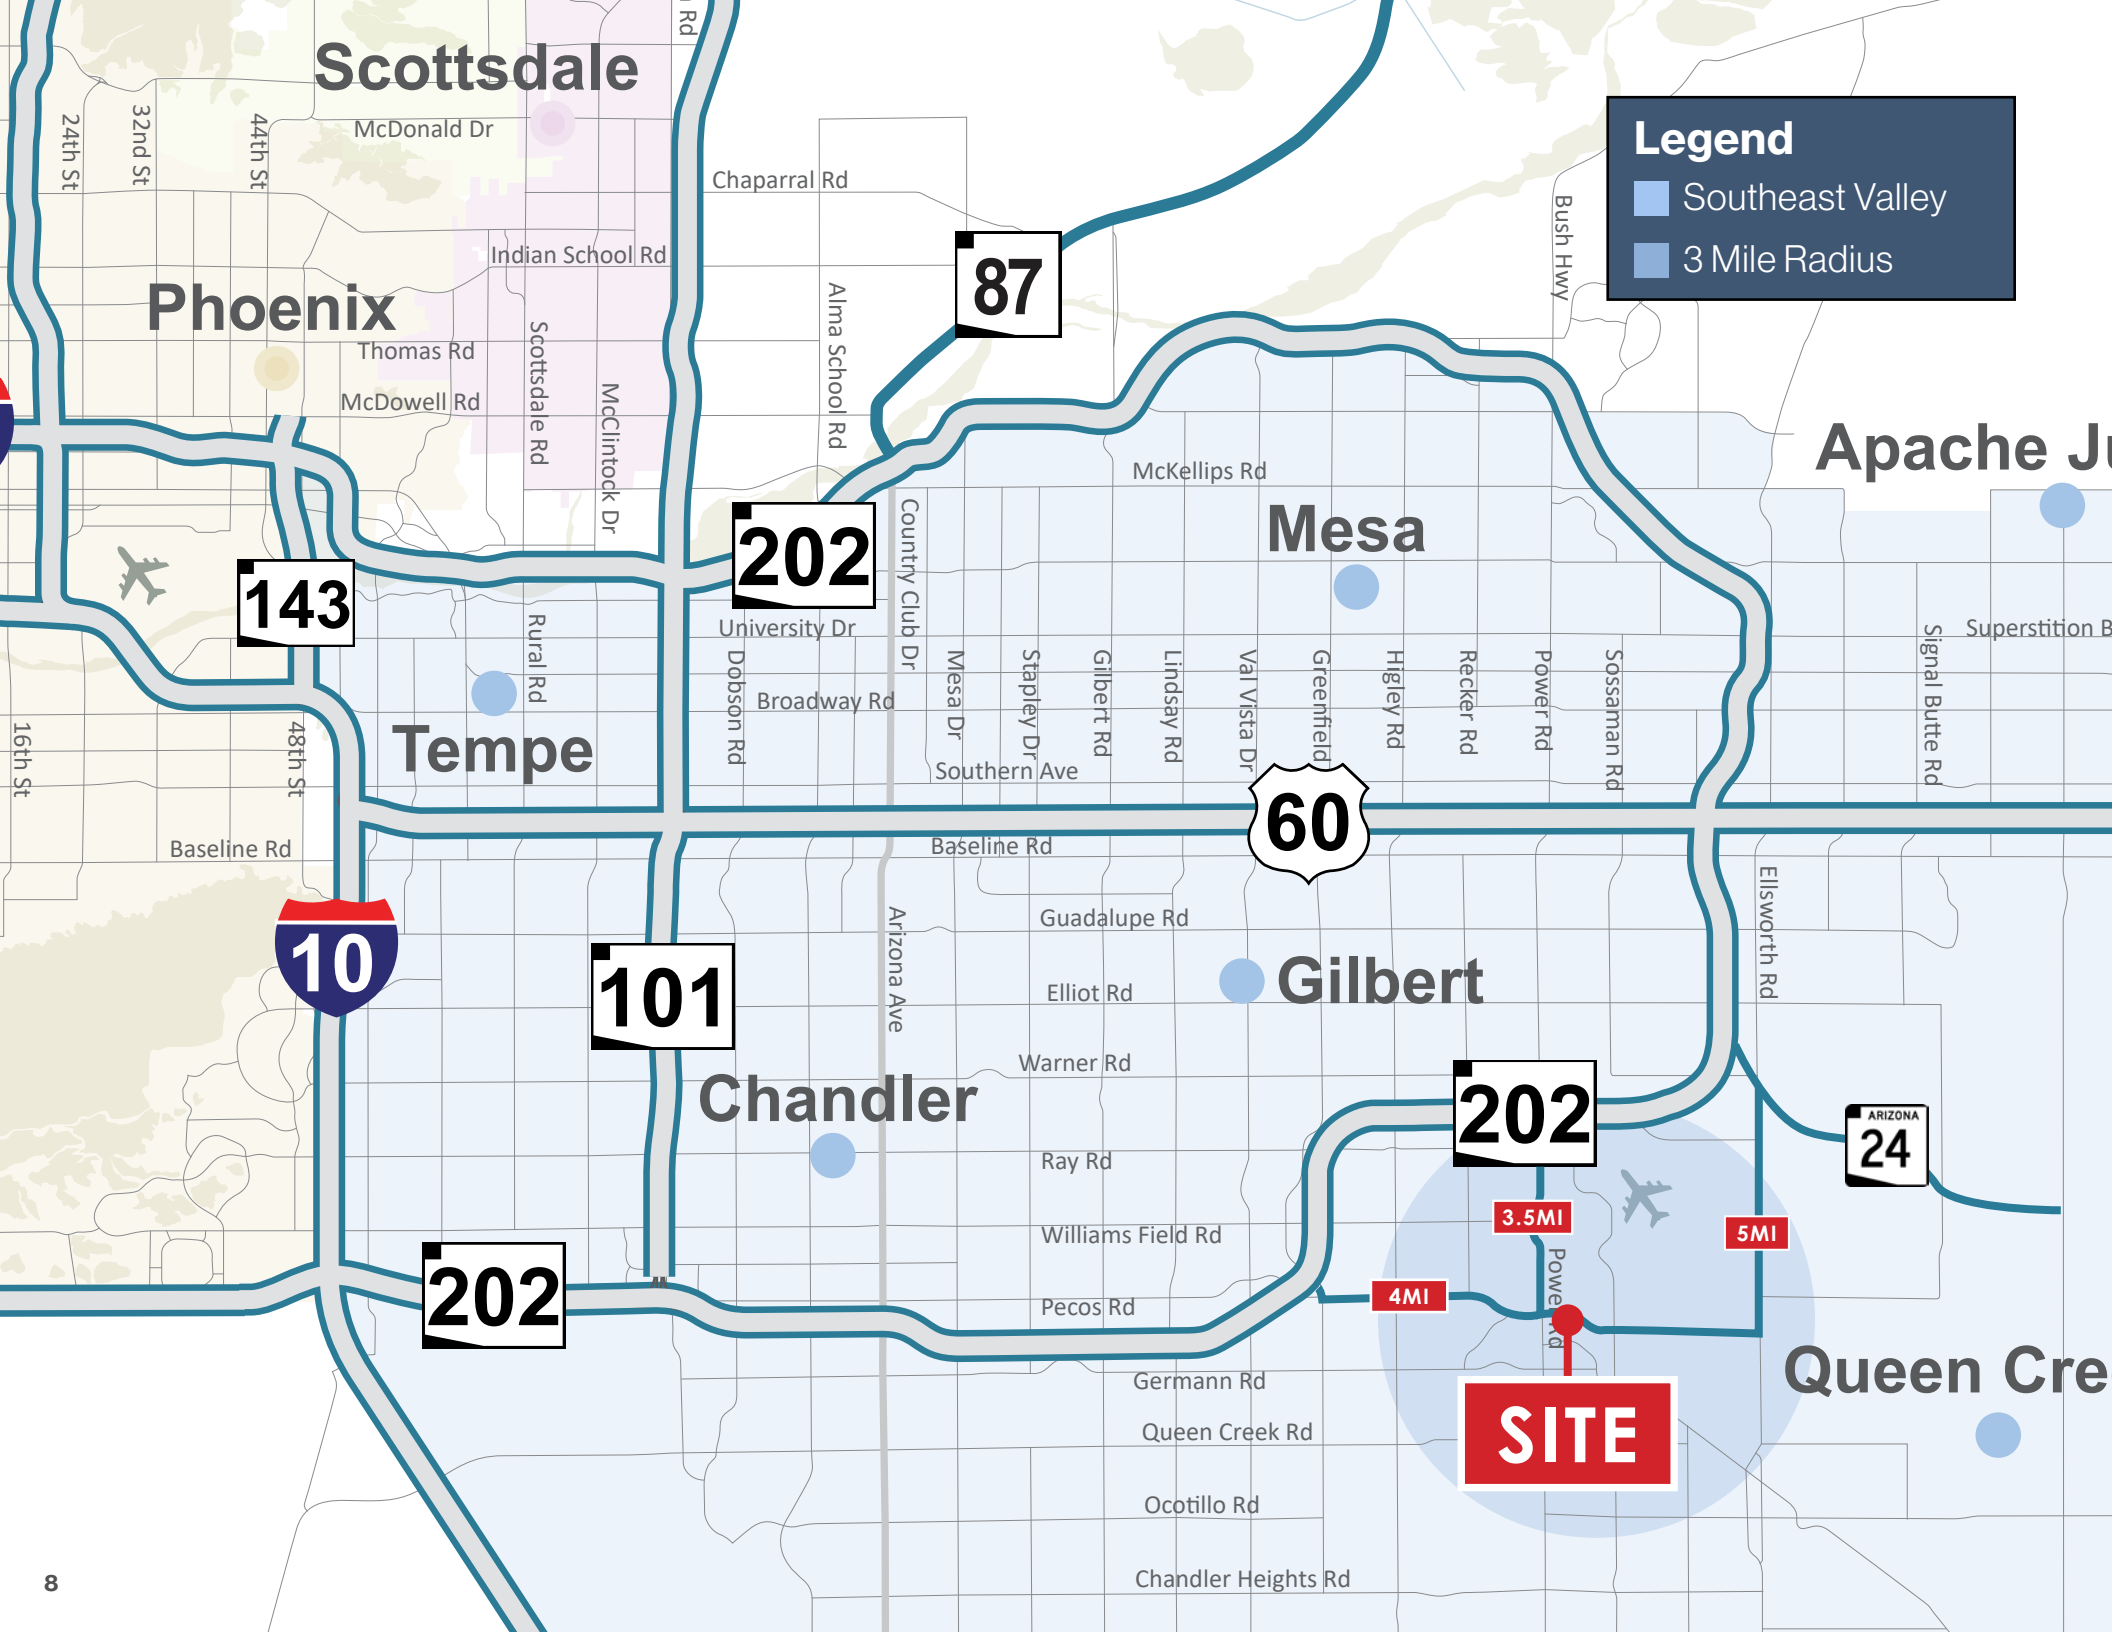 Rd
Scottsdale
24th St
32nd St
44th St
McDonald Dr
Legend
Southeast Valley
3 Mile Radius
Chaparral Rd
Bush Hwy
Indian School Rd
87
Phoenix
Alma School Rd
Thomas Rd
Scottsdale Rd
McDowell Rd
McClintock Dr
Apache Ju
McKellips Rd
Mesa
202
Country Club Dr
143
University Dr
Rural Rd
Superstition B
Signal Butte Rd
Dobson Rd
Broadway Rd
Mesa Dr
Stapley Dr
Gilbert Rd
Lindsay Rd
Val Vista Dr
Greenfield
Higley Rd
Recker Rd
Power Rd
Sossaman Rd
16th St
48th St
Tempe
Southern Ave
60
Baseline Rd
Baseline Rd
Ellsworth Rd
Guadalupe Rd
Arizona Ave
10
101
Gilbert
Elliot Rd
Warner Rd
Chandler
202
ARIZONA
24
Ray Rd
3.5MI
5MI
Williams Field Rd
Power Rd
202
4MI
Pecos Rd
Germann Rd
Queen Cre
SITE
Queen Creek Rd
Ocotillo Rd
Chandler Heights Rd
8